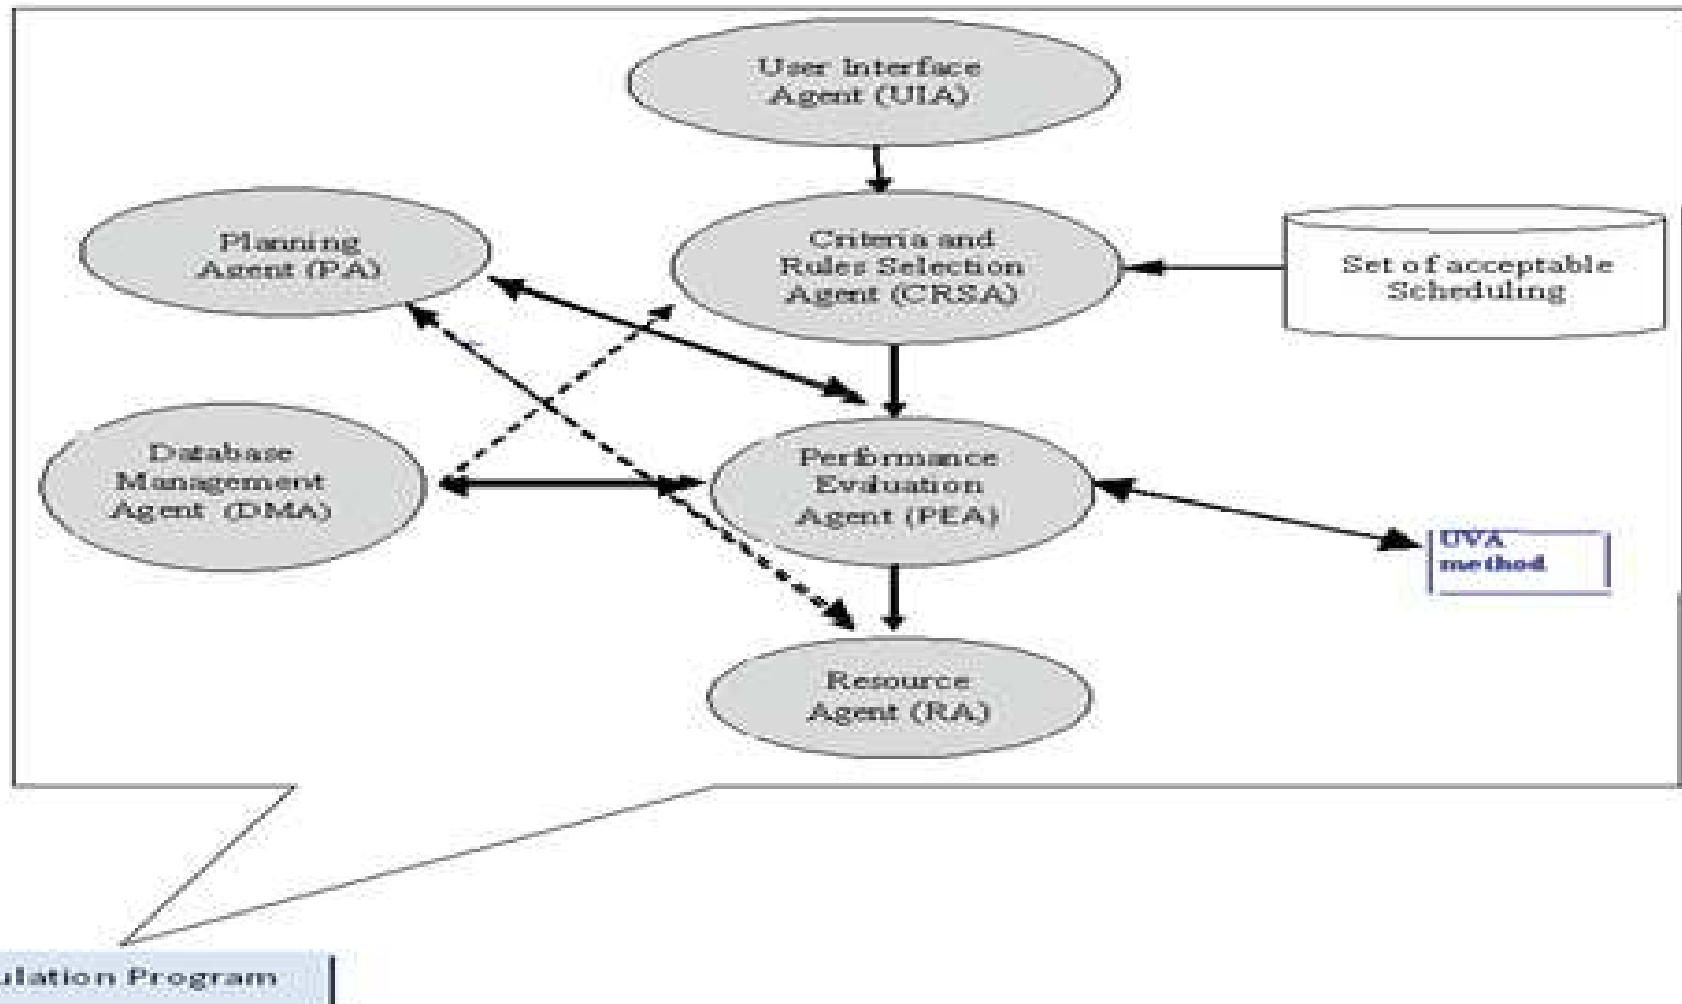 User Interface
Agent (UIA)
Planning
Agent (PA)
Criteria and
Rules Selection
Agent (CRSA)
Set of acceptable
Scheduling
Database
Management
Agent (DMA)
Performance
Evaluation
Agent (PEA)
UVA
method
Resource
Agent (RA)
ulation Program